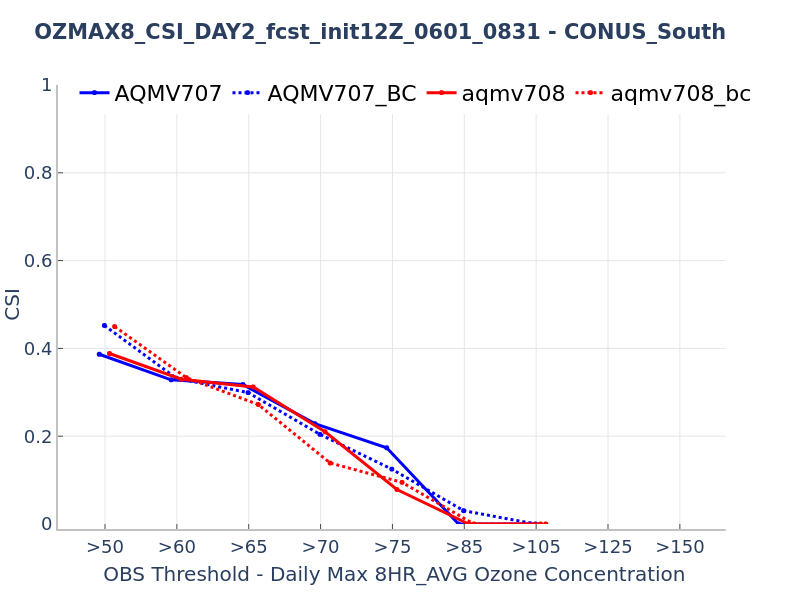 OZMAX8_CSI_DAY2_fcst_init12Z_0601_0831 - CONUS_South
AQMV707 AQMV707_BC aqmv708 aqmv708_bc
1
0.8
0.6
0.4
0.2
0
CSI
>50 >60 >65 >70 >75 >85 >105 >125 >150
OBS Threshold - Daily Max 8HR_AVG Ozone Concentration